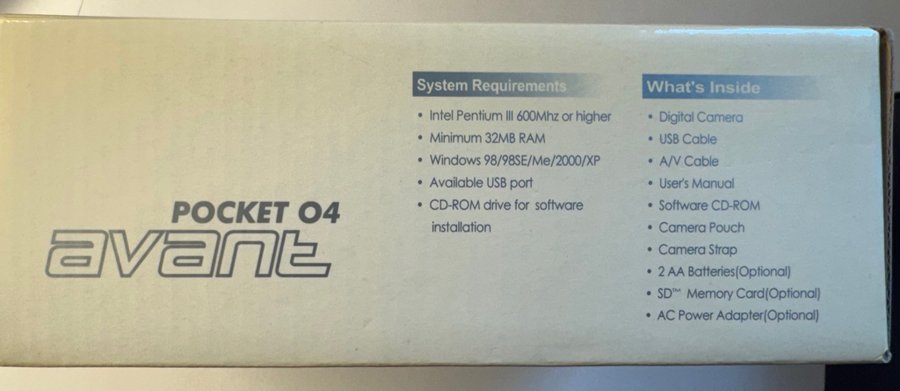 POCKET 04
avant
System Requirements
• Intel Pentium III 600Mhz or higher
• Minimum 32MB RAM
• Windows 98/98SE/Me/2000/XP
• Available USB port
• CD-ROM drive for software
installation
What's Inside
• Digital Camera
• USB Cable
• A/V Cable
• User's Manual
• Software CD-ROM
• Camera Pouch
• Camera Strap
• 2 AA Batteries(Optional)
• SD™ Memory Card(Optional)
• AC Power Adapter(Optional)